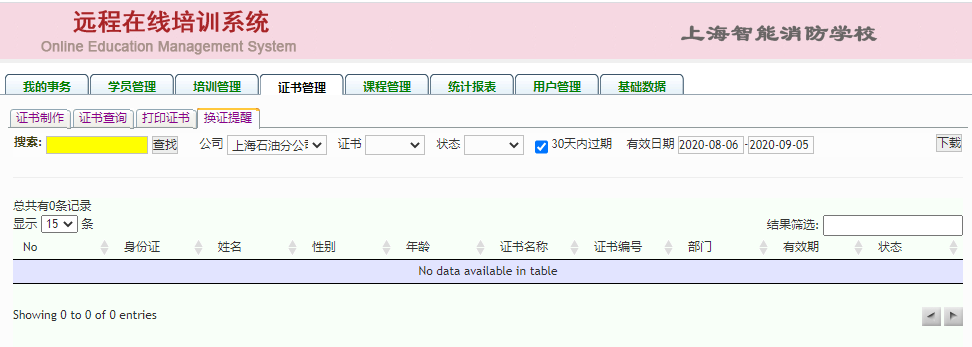 远程在线培训系统
Online Education Management System
上海智能消防学校
我的事务 学员管理 培训管理 证书管理 课程管理 统计报表 用户管理 基础数据
证书制作 证书查询 打印证书 换证提醒
搜索: 查找 公司 上海石油分公司 证书 状态 30天内过期 有效日期 2020-08-06 - 2020-09-05 下载
总共有0条记录
显示 15 条 结果筛选:
No 身份证 姓名 性别 年龄 证书名称 证书编号 部门 有效期 状态
No data available in table
Showing 0 to 0 of 0 entries